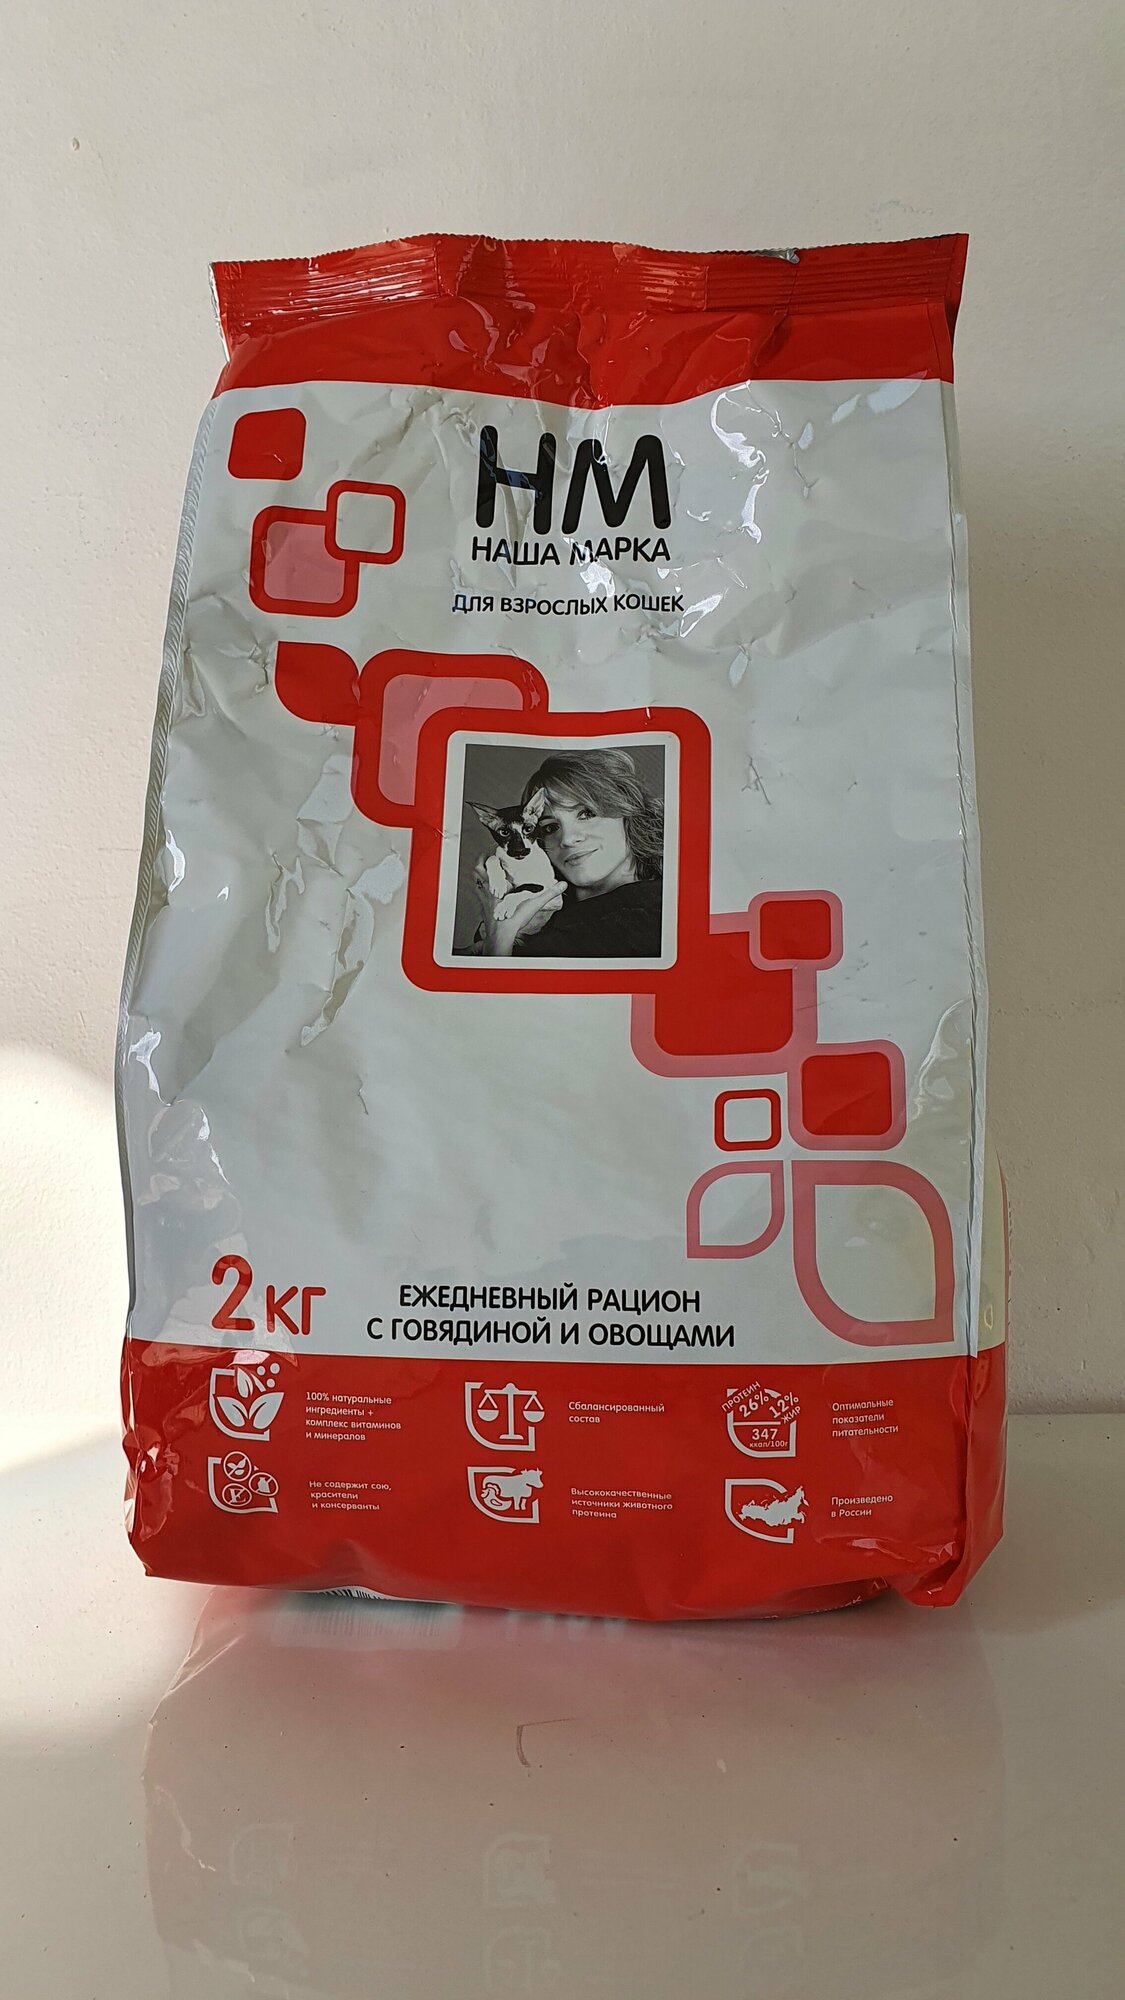 НМ
НАША МАРКА
ДЛЯ ВЗРОСЛЫХ КОШЕК
2 КГ
ЕЖЕДНЕВНЫЙ РАЦИОН
С ГОВЯДИНОЙ И ОВОЩАМИ
100% натуральные
ингредиенты +
комплекс витаминов
и минералов
Сбалансированный
состав
ПРОТЕИН
26%
12%
ЖИР
347
ккал/100г
Оптимальные
показатели
питательности
Не содержит сою,
красители
и консерванты
Высококачественные
источники животного
протеина
Произведено
в России